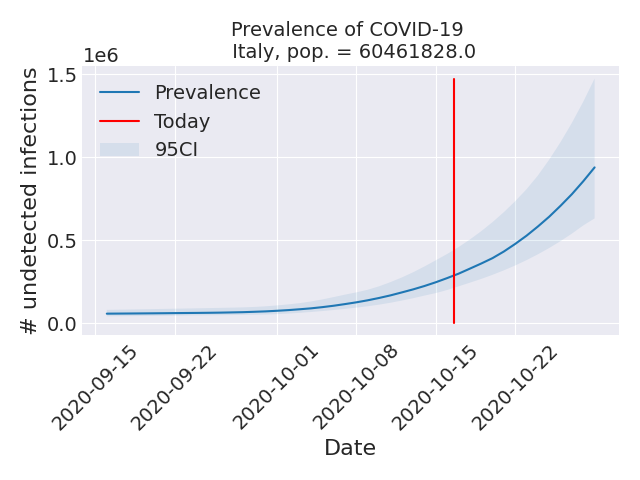 Prevalence of COVID-19
Italy, pop. = 60461828.0
1e6
1.5
1.0
0.5
0.0
# undetected infections
Prevalence
Today
95CI
2020-09-15
2020-09-22
2020-10-01
2020-10-08
2020-10-15
2020-10-22
Date